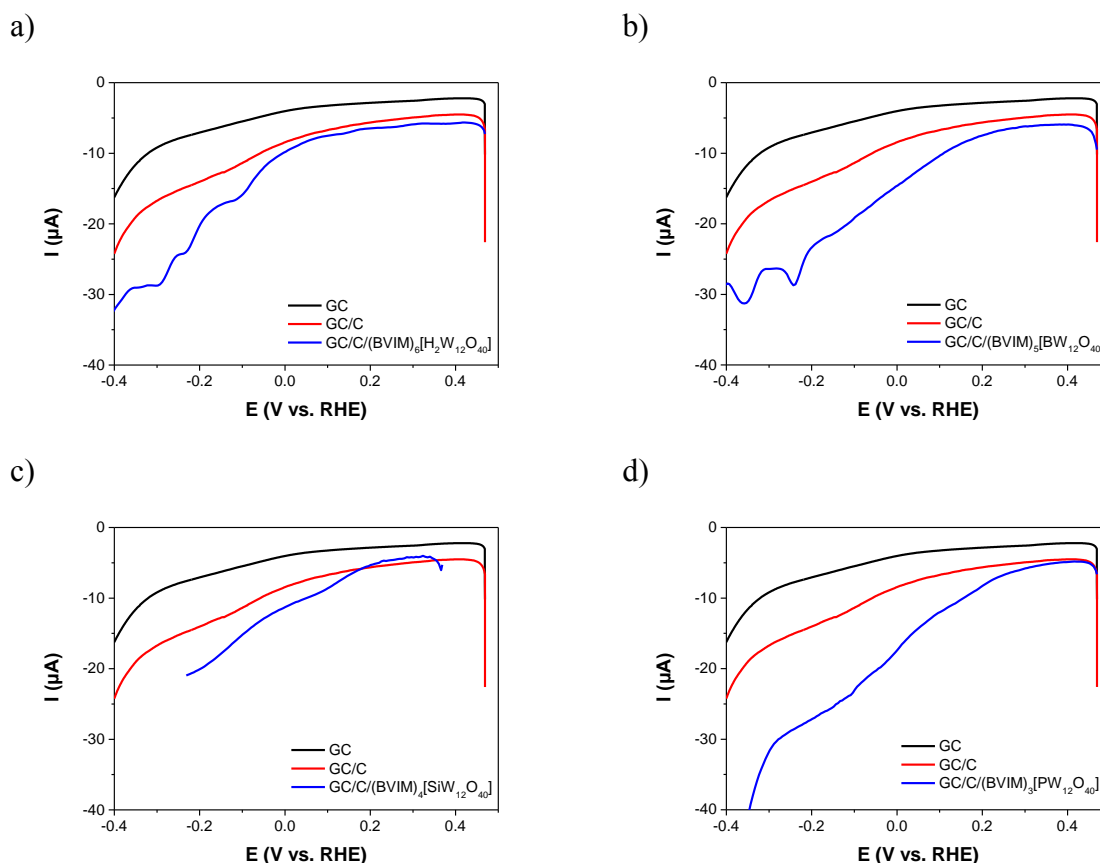 a)
b)
0
-10
-20
-30
-40
I (µA)
-0.4 -0.2 0.0 0.2 0.4
E (V vs. RHE)
GC
GC/C
GC/C/(BVIM)₆[H₂W₁₂O₄₀]
0
-10
-20
-30
-40
I (µA)
-0.4 -0.2 0.0 0.2 0.4
E (V vs. RHE)
GC
GC/C
GC/C/(BVIM)₅[BW₁₂O₄₀
c)
d)
0
-10
-20
-30
-40
I (µA)
-0.4 -0.2 0.0 0.2 0.4
E (V vs. RHE)
GC
GC/C
GC/C/(BVIM)₄[SiW₁₂O₄₀]
0
-10
-20
-30
-40
I (µA)
-0.4 -0.2 0.0 0.2 0.4
E (V vs. RHE)
GC
GC/C
GC/C/(BVIM)₃[PW₁₂O₄₀]